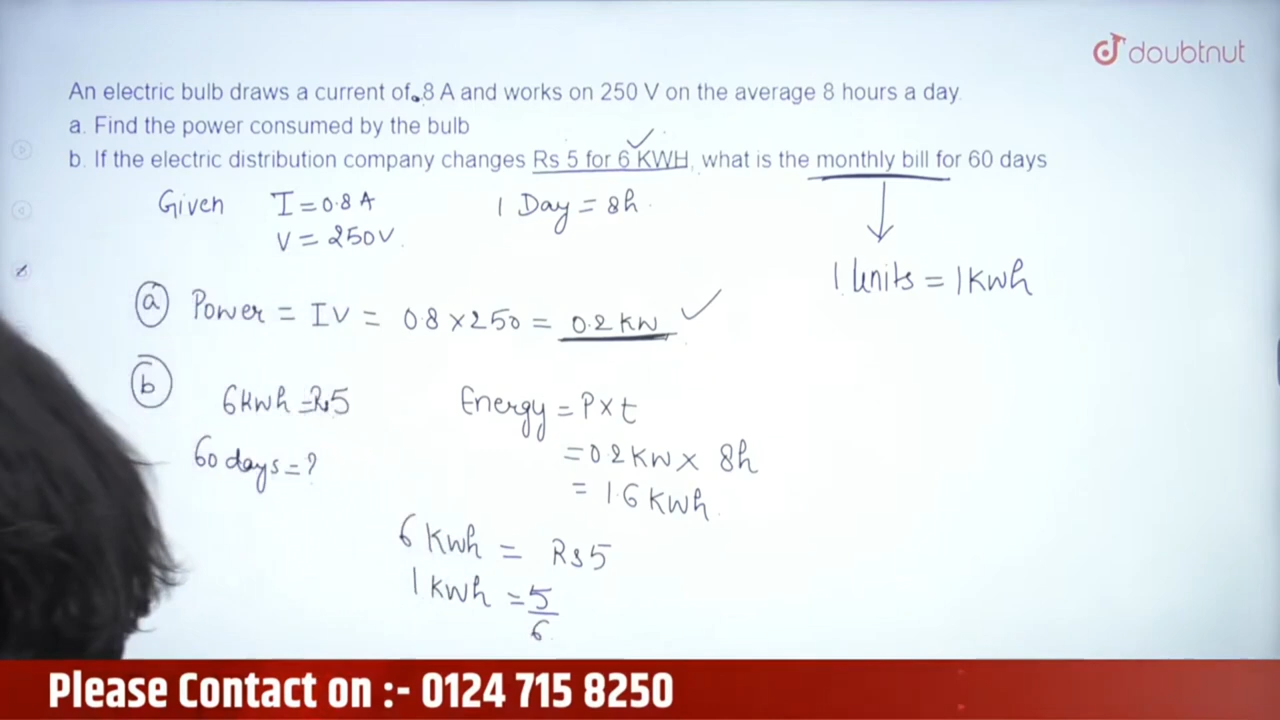 doubtnut
An electric bulb draws a current of .8 A and works on 250 V on the average 8 hours a day.
a. Find the power consumed by the bulb
b. If the electric distribution company changes Rs 5 for 6 KWH, what is the monthly bill for 60 days
Given I = 0.8 A 1 Day = 8h.
V = 250V.
1 Units = 1 kwh
(a) Power = IV = 0.8 × 250 = 0.2 KW
(b)
6kwh = Rs5 Energy = P×t
60 days = ? = 0.2 KW × 8h
= 1.6 kwh.
6 kwh = Rs5
1 kwh = 5/6
Please Contact on :- 0124 715 8250